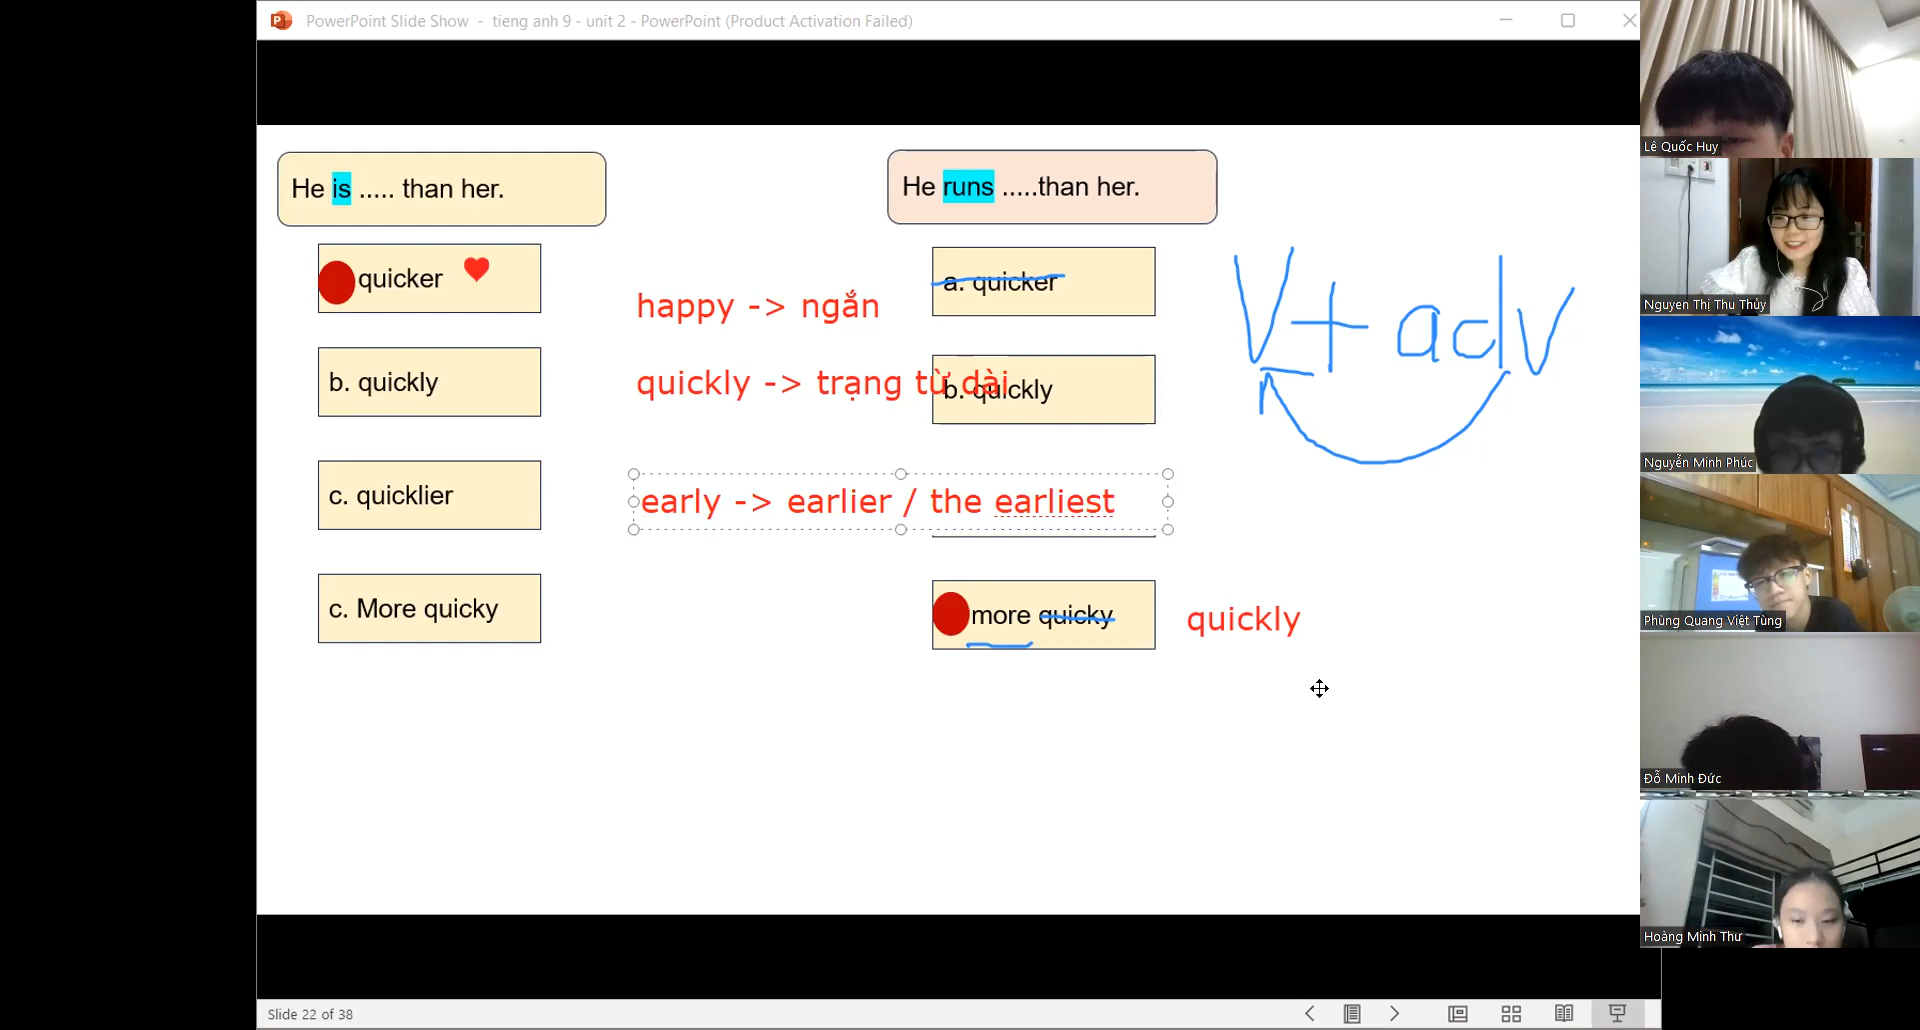 PowerPoint Slide Show - tieng anh 9 - unit 2 - PowerPoint (Product Activation Failed)
He is ..... than her.
quicker
b. quickly
c. quicklier
c. More quicky
happy -> ngắn
quickly -> trạng từ dài
early -> earlier / the earliest
He runs .....than her.
a. quicker
b. quickly
more quicky
quickly
V + adv
Lê Quốc Huy
Nguyen Thị Thu Thủy
Nguyễn Minh Phúc
Phùng Quang Việt Tùng
Đỗ Minh Đức
Hoàng Minh Thư
Slide 22 of 38